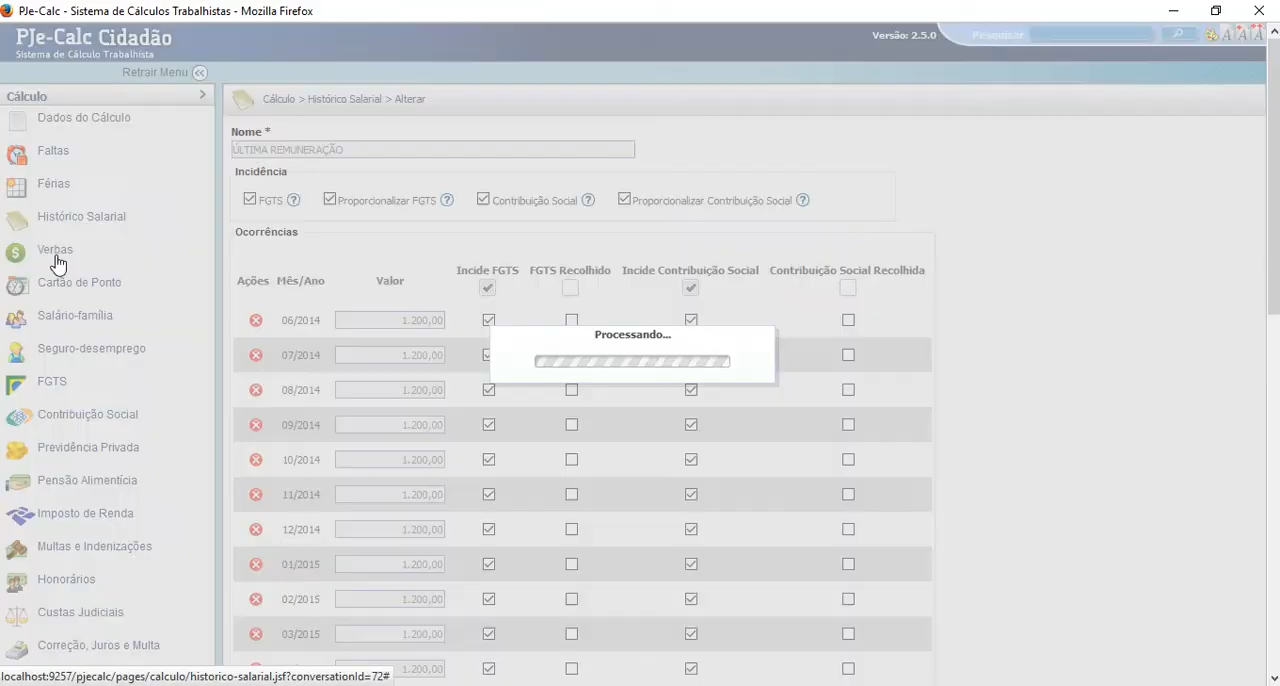 PJe-Calc - Sistema de Cálculos Trabalhistas - Mozilla Firefox
PJe-Calc Cidadão
Sistema de Cálculo Trabalhista
Versão: 2.5.0
Pesquisar
Retrair Menu
Cálculo
Dados do Cálculo
Faltas
Férias
Histórico Salarial
Verbas
Cartão de Ponto
Salário-família
Seguro-desemprego
FGTS
Contribuição Social
Previdência Privada
Pensão Alimentícia
Imposto de Renda
Multas e Indenizações
Honorários
Custas Judiciais
Correção, Juros e Multa
localhost:9257/pjecalc/pages/calculo/historico-salarial.jsf?conversationId=72#
Cálculo > Histórico Salarial > Alterar
Nome *
ÚLTIMA REMUNERAÇÃO
Incidência
FGTS ? Proporcionalizar FGTS ? Contribuição Social ? Proporcionalizar Contribuição Social ?
Ocorrências
Ações Mês/Ano Valor Incide FGTS FGTS Recolhido Incide Contribuição Social Contribuição Social Recolhida
06/2014 1.200,00
07/2014 1.200,00
08/2014 1.200,00
09/2014 1.200,00
10/2014 1.200,00
11/2014 1.200,00
12/2014 1.200,00
01/2015 1.200,00
02/2015 1.200,00
03/2015 1.200,00
1.200,00
Processando...